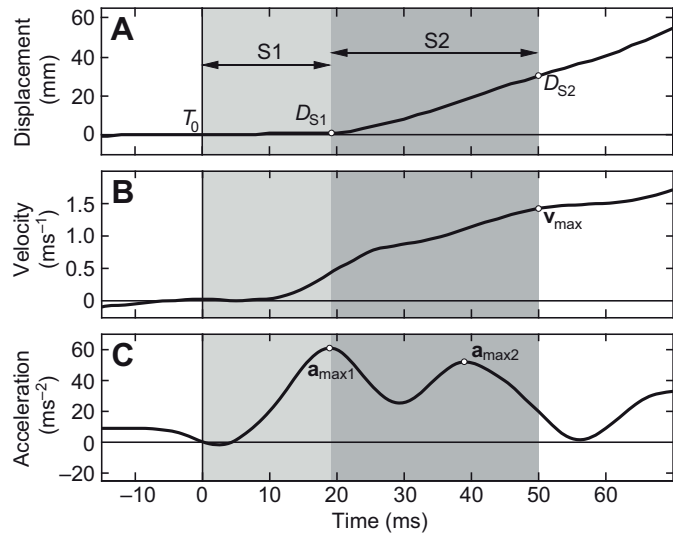 A
Displacement
(mm)
60
40
20
0
S1
S2
T0
DS1
DS2
B
Velocity
(ms−1)
1.5
1.0
0.5
0
vmax
C
Acceleration
(ms−2)
60
40
20
0
−20
amax1
amax2
−10 0 10 20 30 40 50 60
Time (ms)